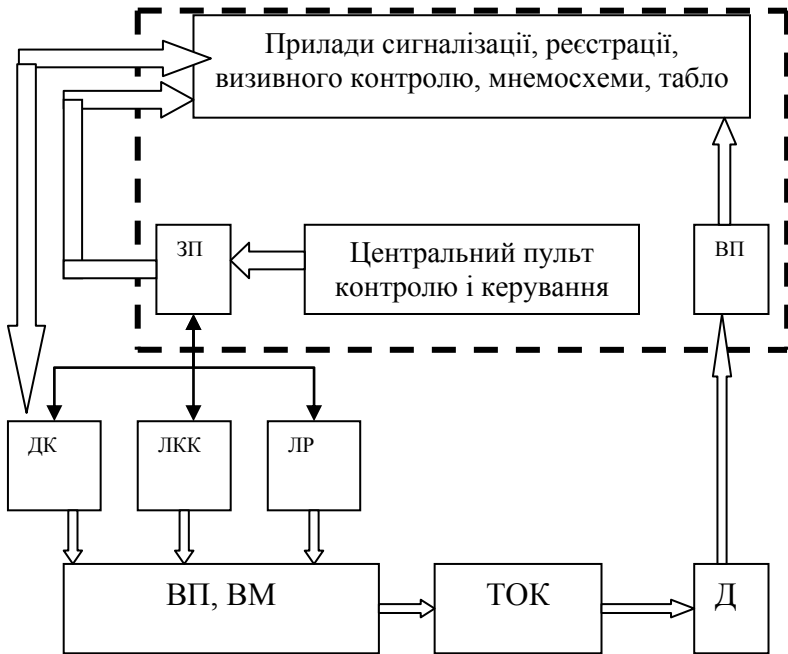 Прилади сигналізації, реєстрації,
визивного контролю, мнемосхеми, табло
ЗП
Центральний пульт
контролю і керування
ВП
ДК
ЛКК
ЛР
ВП, ВМ
ТОК
Д